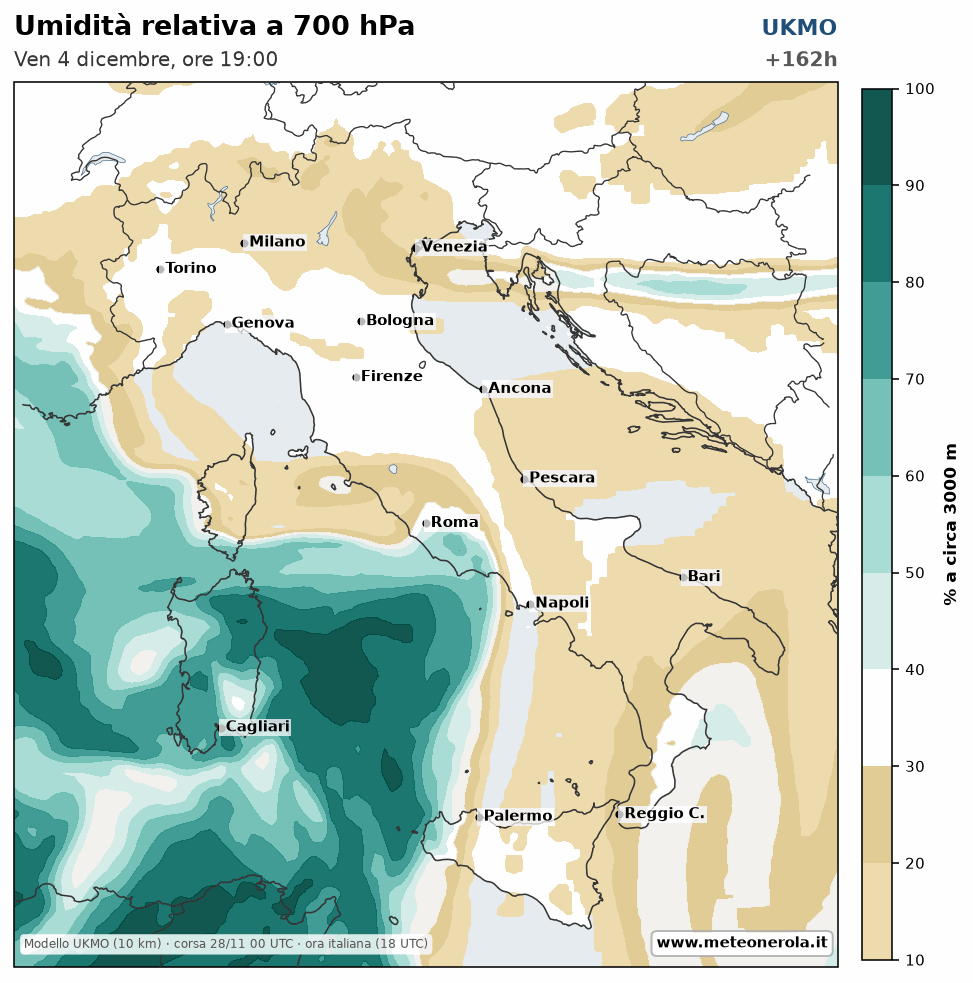 Umidità relativa a 700 hPa
UKMO
Ven 4 dicembre, ore 19:00
+162h
100
90
80
70
60
50
40
30
20
10
% a circa 3000 m
Milano
Venezia
Torino
Genova
Bologna
Firenze
Ancona
Pescara
Roma
Bari
Napoli
Cagliari
Palermo
Reggio C.
Modello UKMO (10 km) · corsa 28/11 00 UTC · ora italiana (18 UTC)
www.meteonerola.it